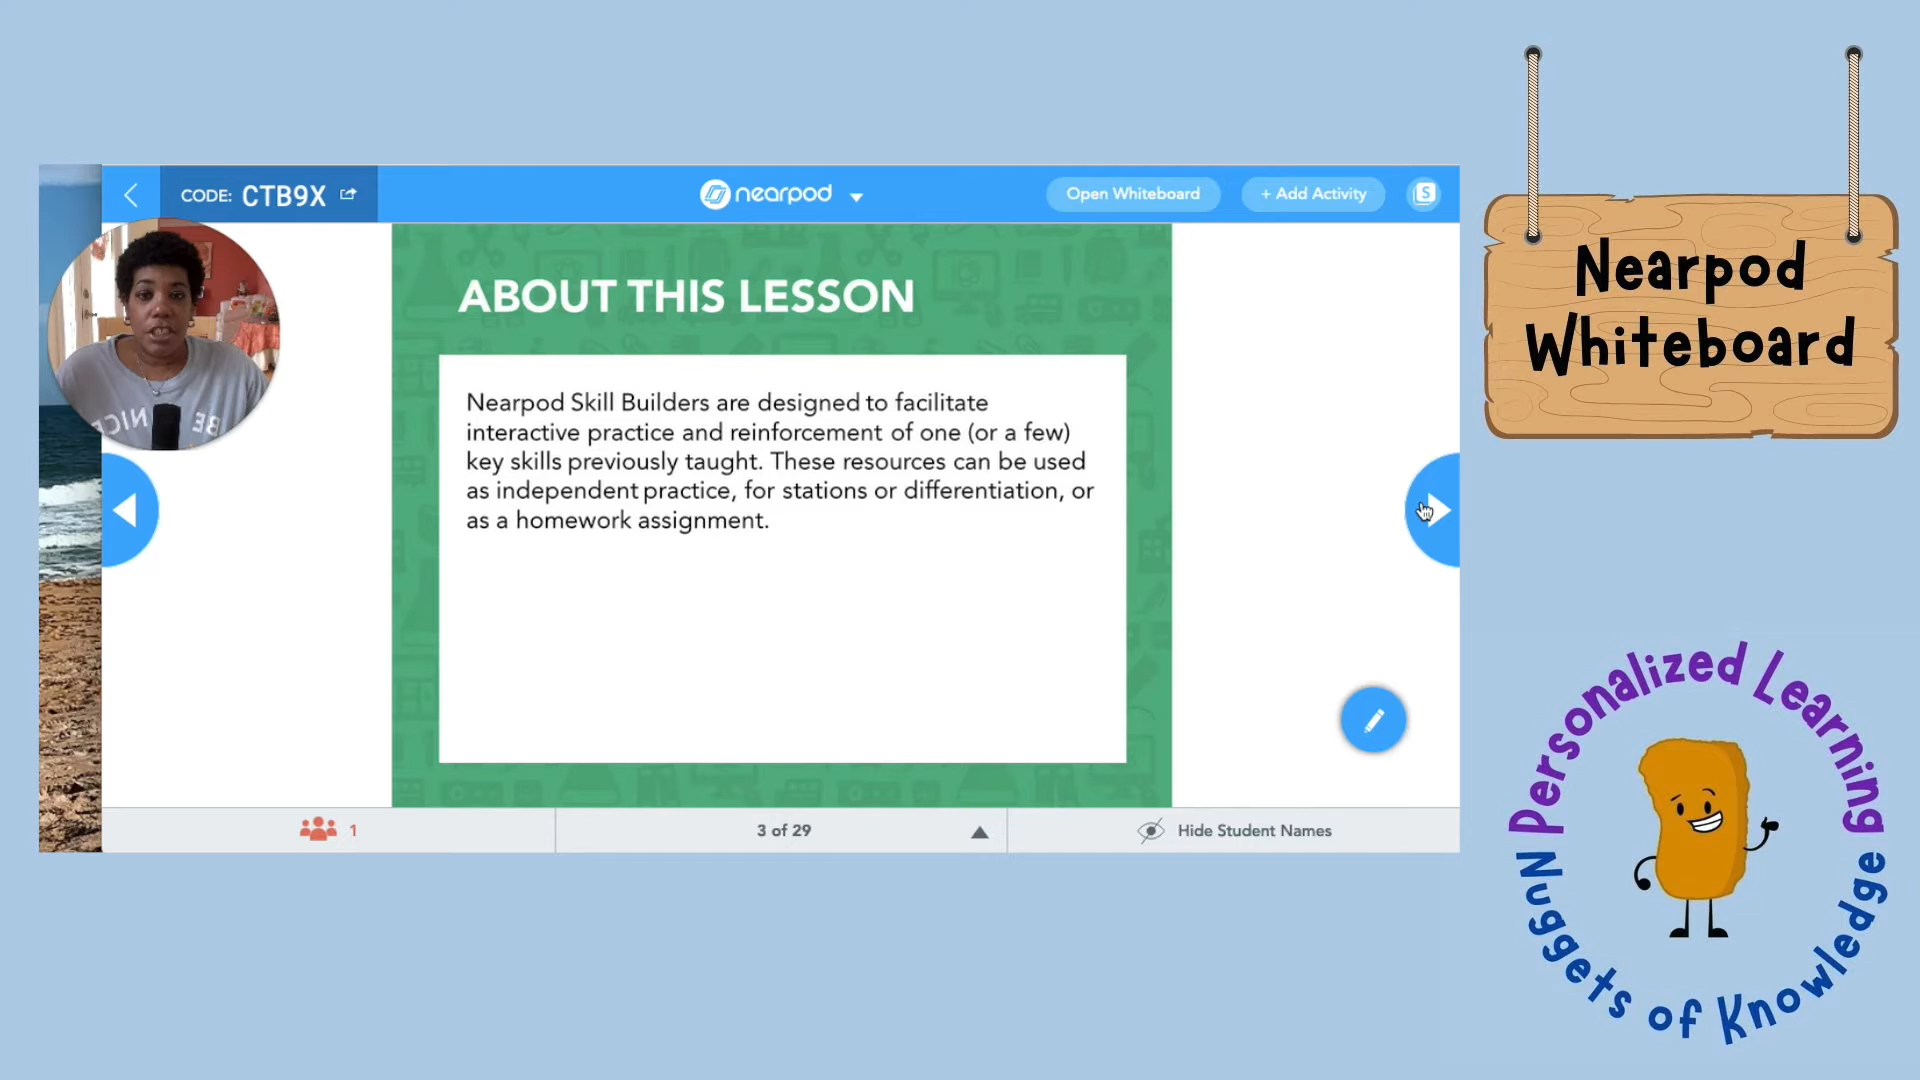 CODE: CTB9X
nearpod
Open Whiteboard
+ Add Activity
S
ABOUT THIS LESSON
Nearpod Skill Builders are designed to facilitate
interactive practice and reinforcement of one (or a few)
key skills previously taught. These resources can be used
as independent practice, for stations or differentiation, or
as a homework assignment.
BE NICE
1
3 of 29
Hide Student Names
Nearpod
Whiteboard
Personalized Learning
Nuggets of Knowledge